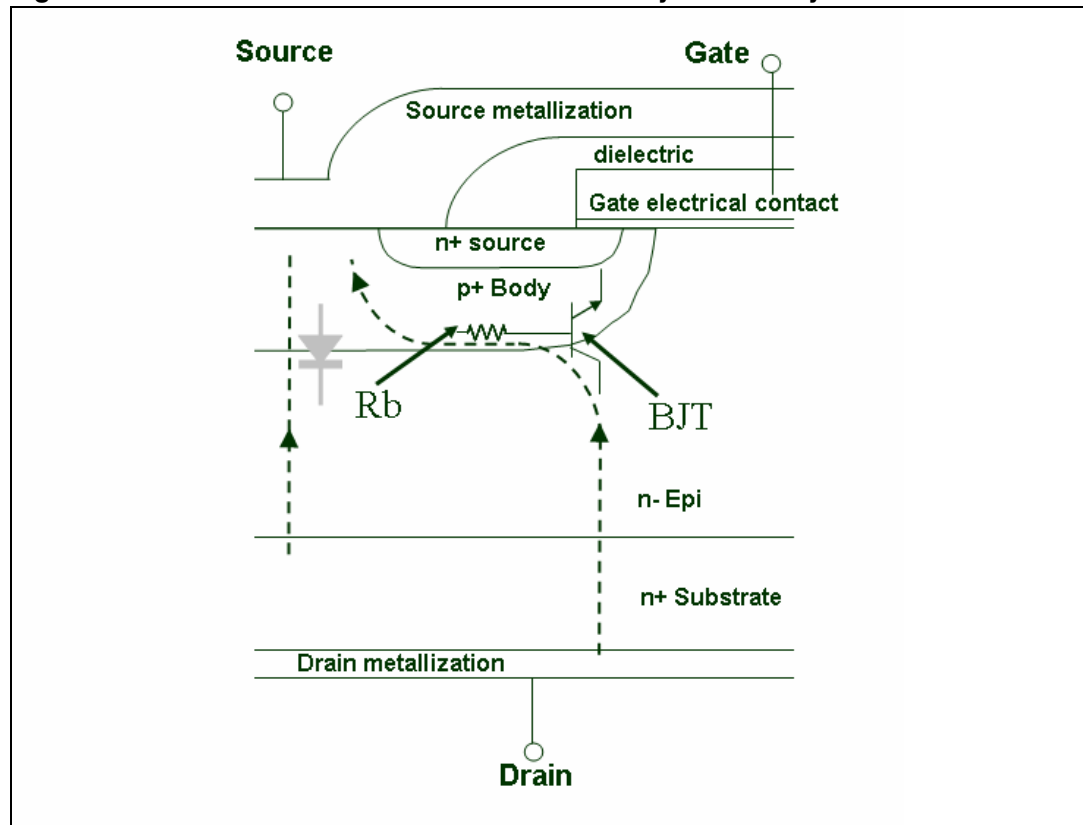 Source
Gate
Source metallization
dielectric
Gate electrical contact
n+ source
p+ Body
Rb
BJT
n- Epi
n+ Substrate
Drain metallization
Drain